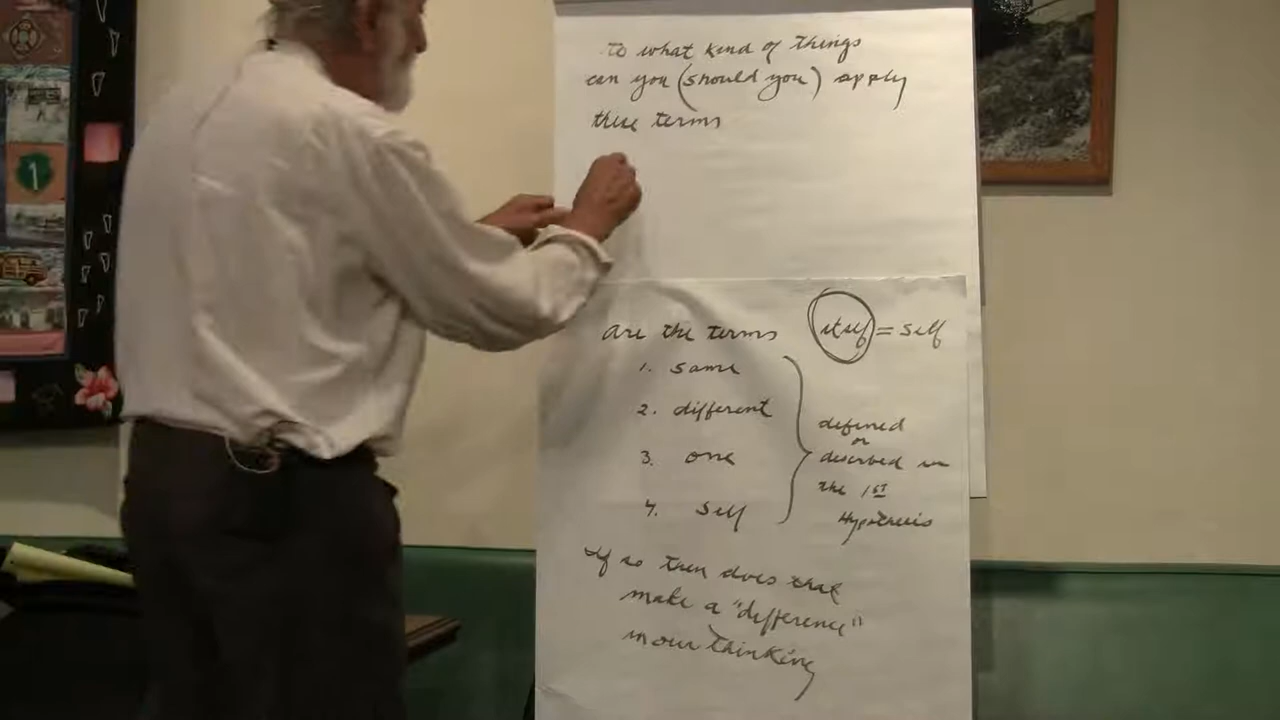 To what kind of things
can you (should you) apply
these terms
Are the terms
itself = self
1. same
2. different
3. one
4. self
defined
or
described in
the 1ST
Hypothesis
If so then does that
make a "difference"
in our thinking
1